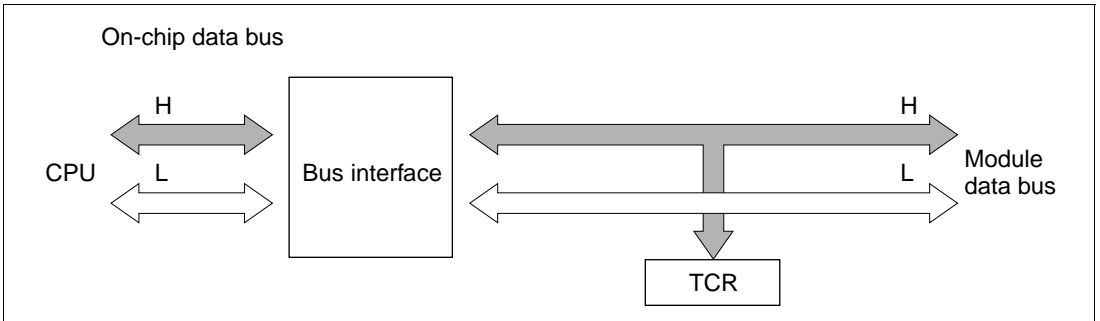 On-chip data bus
H
H
CPU
L
Bus interface
L
Module
data bus
TCR